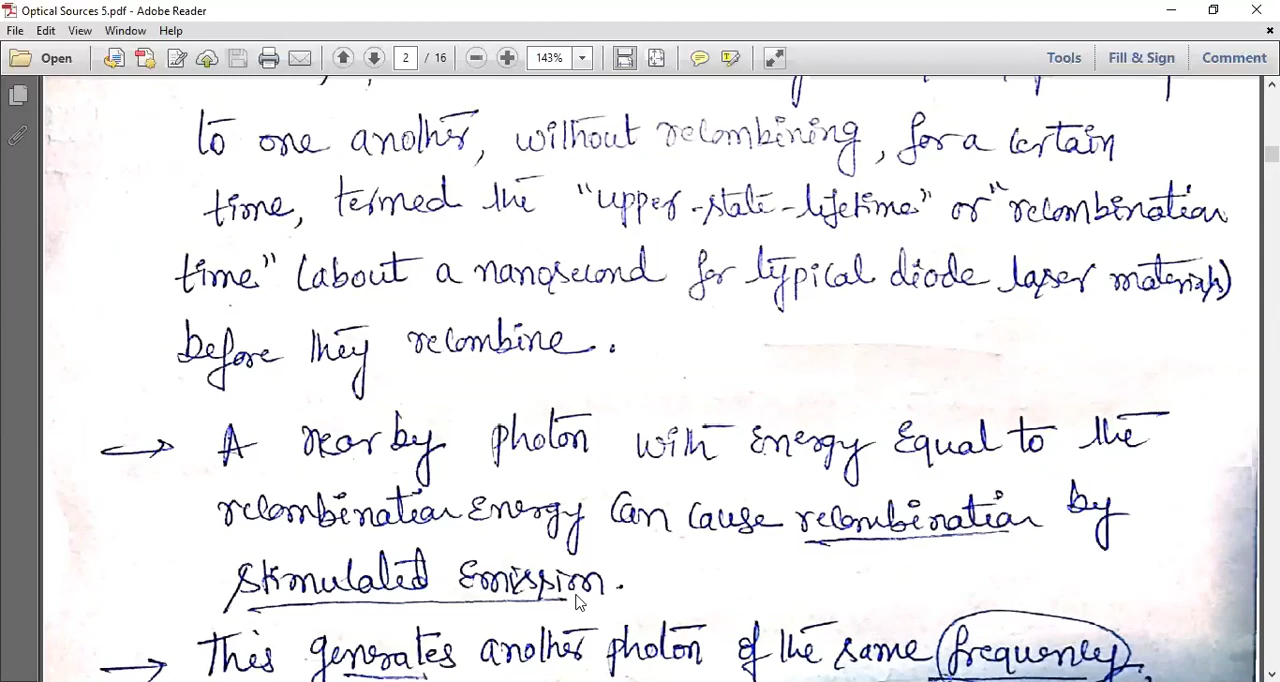 Optical Sources 5.pdf - Adobe Reader
File Edit View Window Help
Open 2 / 16 143% Tools Fill & Sign Comment
to one another, without recombining, for a certain
time, termed the "upper-state-lifetime" or "recombination
time" (about a nanosecond for typical diode laser materials)
before they recombine.
→ A nearby photon with energy equal to the
recombination energy can cause recombination by
stimulated emission.
→ This generates another photon of the same frequency,